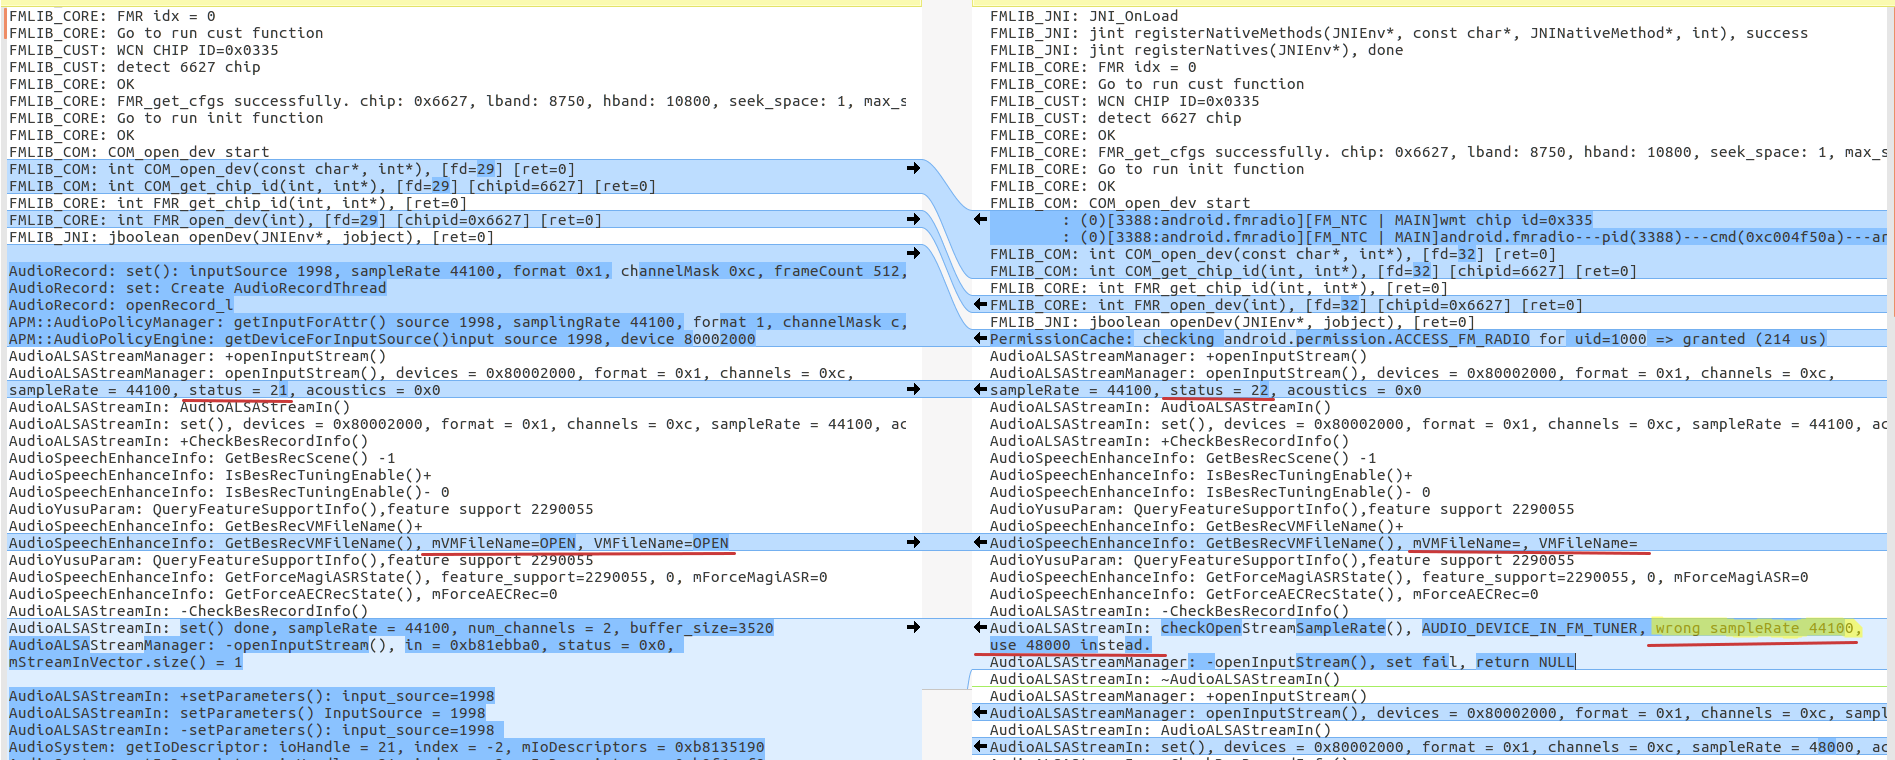 FMLIB_CORE: FMR idx = 0
FMLIB_CORE: Go to run cust function
FMLIB_CUST: WCN CHIP ID=0x0335
FMLIB_CUST: detect 6627 chip
FMLIB_CORE: OK
FMLIB_CORE: FMR_get_cfgs successfully. chip: 0x6627, lband: 8750, hband: 10800, seek_space: 1, max_s
FMLIB_CORE: Go to run init function
FMLIB_CORE: OK
FMLIB_COM: COM_open_dev start
FMLIB_COM: int COM_open_dev(const char*, int*), [fd=29] [ret=0]
FMLIB_COM: int COM_get_chip_id(int, int*), [fd=29] [chipid=6627] [ret=0]
FMLIB_CORE: int FMR_get_chip_id(int, int*), [ret=0]
FMLIB_CORE: int FMR_open_dev(int), [fd=29] [chipid=0x6627] [ret=0]
FMLIB_JNI: jboolean openDev(JNIEnv*, jobject), [ret=0]
AudioRecord: set(): inputSource 1998, sampleRate 44100, format 0x1, channelMask 0xc, frameCount 512,
AudioRecord: set: Create AudioRecordThread
AudioRecord: openRecord_l
APM::AudioPolicyManager: getInputForAttr() source 1998, samplingRate 44100, format 1, channelMask c,
APM::AudioPolicyEngine: getDeviceForInputSource()input source 1998, device 80002000
AudioALSAStreamManager: +openInputStream()
AudioALSAStreamManager: openInputStream(), devices = 0x80002000, format = 0x1, channels = 0xc,
sampleRate = 44100, status = 21, acoustics = 0x0
AudioALSAStreamIn: AudioALSAStreamIn()
AudioALSAStreamIn: set(), devices = 0x80002000, format = 0x1, channels = 0xc, sampleRate = 44100, ac
AudioALSAStreamIn: +CheckBesRecordInfo()
AudioSpeechEnhanceInfo: GetBesRecScene() -1
AudioSpeechEnhanceInfo: IsBesRecTuningEnable()+
AudioSpeechEnhanceInfo: IsBesRecTuningEnable()- 0
AudioYusuParam: QueryFeatureSupportInfo(),feature support 2290055
AudioSpeechEnhanceInfo: GetBesRecVMFileName()+
AudioSpeechEnhanceInfo: GetBesRecVMFileName(), mVMFileName=OPEN, VMFileName=OPEN
AudioYusuParam: QueryFeatureSupportInfo(),feature support 2290055
AudioSpeechEnhanceInfo: GetForceMagiASRState(), feature_support=2290055, 0, mForceMagiASR=0
AudioSpeechEnhanceInfo: GetForceAECRecState(), mForceAECRec=0
AudioALSAStreamIn: -CheckBesRecordInfo()
AudioALSAStreamIn: set() done, sampleRate = 44100, num_channels = 2, buffer_size=3520
AudioALSAStreamManager: -openInputStream(), in = 0xb81ebba0, status = 0x0,
mStreamInVector.size() = 1
AudioALSAStreamIn: +setParameters(): input_source=1998
AudioALSAStreamIn: setParameters() InputSource = 1998
AudioALSAStreamIn: -setParameters(): input_source=1998
AudioSystem: getIoDescriptor: ioHandle = 21, index = -2, mIoDescriptors = 0xb8135190
FMLIB_JNI: JNI_OnLoad
FMLIB_JNI: jint registerNativeMethods(JNIEnv*, const char*, JNINativeMethod*, int), success
FMLIB_JNI: jint registerNatives(JNIEnv*), done
FMLIB_CORE: FMR idx = 0
FMLIB_CORE: Go to run cust function
FMLIB_CUST: WCN CHIP ID=0x0335
FMLIB_CUST: detect 6627 chip
FMLIB_CORE: OK
FMLIB_CORE: FMR_get_cfgs successfully. chip: 0x6627, lband: 8750, hband: 10800, seek_space: 1, max_s
FMLIB_CORE: Go to run init function
FMLIB_CORE: OK
FMLIB_COM: COM_open_dev start
: (0)[3388:android.fmradio][FM_NTC | MAIN]wmt chip id=0x335
: (0)[3388:android.fmradio][FM_NTC | MAIN]android.fmradio---pid(3388)---cmd(0xc004f50a)---ar
FMLIB_COM: int COM_open_dev(const char*, int*), [fd=32] [ret=0]
FMLIB_COM: int COM_get_chip_id(int, int*), [fd=32] [chipid=6627] [ret=0]
FMLIB_CORE: int FMR_get_chip_id(int, int*), [ret=0]
FMLIB_CORE: int FMR_open_dev(int), [fd=32] [chipid=0x6627] [ret=0]
FMLIB_JNI: jboolean openDev(JNIEnv*, jobject), [ret=0]
PermissionCache: checking android.permission.ACCESS_FM_RADIO for uid=1000 => granted (214 us)
AudioALSAStreamManager: +openInputStream()
AudioALSAStreamManager: openInputStream(), devices = 0x80002000, format = 0x1, channels = 0xc,
sampleRate = 44100, status = 22, acoustics = 0x0
AudioALSAStreamIn: AudioALSAStreamIn()
AudioALSAStreamIn: set(), devices = 0x80002000, format = 0x1, channels = 0xc, sampleRate = 44100, ac
AudioALSAStreamIn: +CheckBesRecordInfo()
AudioSpeechEnhanceInfo: GetBesRecScene() -1
AudioSpeechEnhanceInfo: IsBesRecTuningEnable()+
AudioSpeechEnhanceInfo: IsBesRecTuningEnable()- 0
AudioYusuParam: QueryFeatureSupportInfo(),feature support 2290055
AudioSpeechEnhanceInfo: GetBesRecVMFileName()+
AudioSpeechEnhanceInfo: GetBesRecVMFileName(), mVMFileName=, VMFileName=
AudioYusuParam: QueryFeatureSupportInfo(),feature support 2290055
AudioSpeechEnhanceInfo: GetForceMagiASRState(), feature_support=2290055, 0, mForceMagiASR=0
AudioSpeechEnhanceInfo: GetForceAECRecState(), mForceAECRec=0
AudioALSAStreamIn: -CheckBesRecordInfo()
AudioALSAStreamIn: checkOpenStreamSampleRate(), AUDIO_DEVICE_IN_FM_TUNER, wrong sampleRate 44100,
use 48000 instead.
AudioALSAStreamManager: -openInputStream(), set fail, return NULL
AudioALSAStreamIn: ~AudioALSAStreamIn()
AudioALSAStreamManager: +openInputStream()
AudioALSAStreamManager: openInputStream(), devices = 0x80002000, format = 0x1, channels = 0xc, sampl
AudioALSAStreamIn: AudioALSAStreamIn()
AudioALSAStreamIn: set(), devices = 0x80002000, format = 0x1, channels = 0xc, sampleRate = 48000, ac